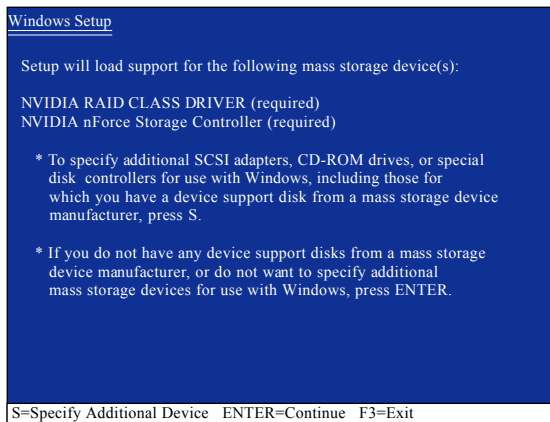 Windows Setup
Setup will load support for the following mass storage device(s):
NVIDIA RAID CLASS DRIVER (required)
NVIDIA nForce Storage Controller (required)
* To specify additional SCSI adapters, CD-ROM drives, or special
disk controllers for use with Windows, including those for
which you have a device support disk from a mass storage device
manufacturer, press S.
* If you do not have any device support disks from a mass storage
device manufacturer, or do not want to specify additional
mass storage devices for use with Windows, press ENTER.
S=Specify Additional Device ENTER=Continue F3=Exit